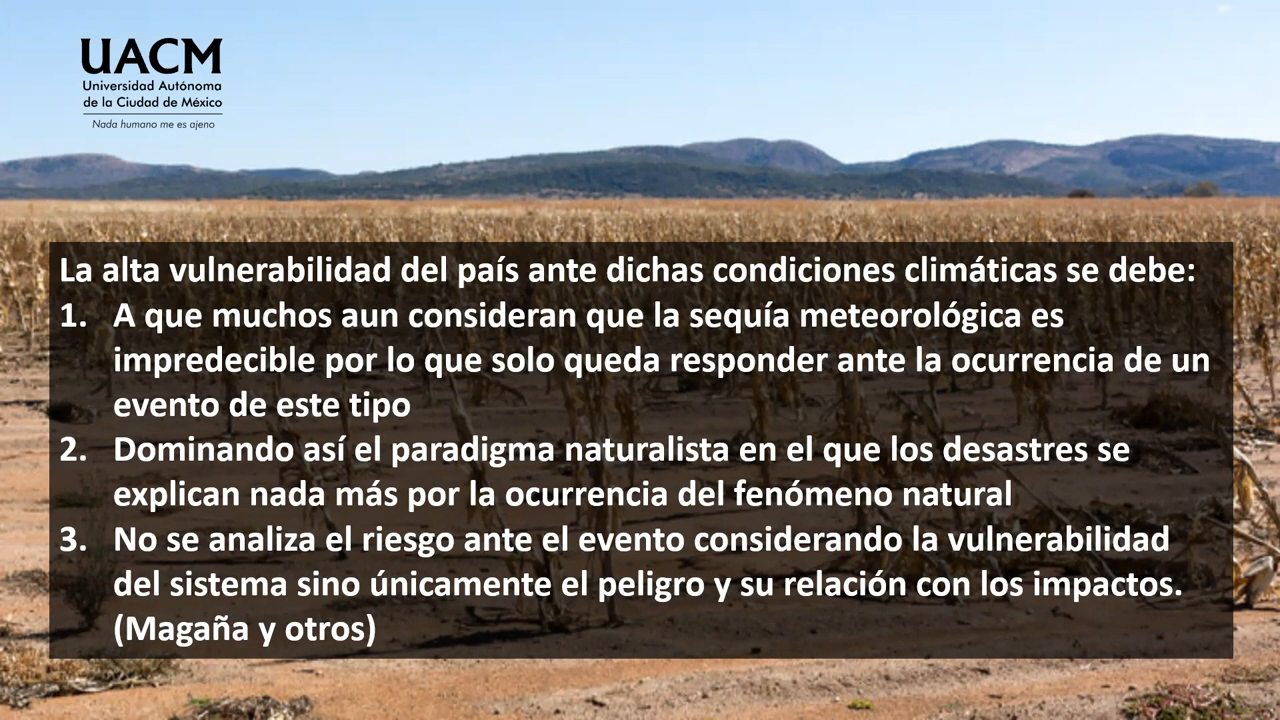 UACM
Universidad Autónoma
de la Ciudad de México
Nada humano me es ajeno
La alta vulnerabilidad del país ante dichas condiciones climáticas se debe:
1. A que muchos aun consideran que la sequía meteorológica es
impredecible por lo que solo queda responder ante la ocurrencia de un
evento de este tipo
2. Dominando así el paradigma naturalista en el que los desastres se
explican nada más por la ocurrencia del fenómeno natural
3. No se analiza el riesgo ante el evento considerando la vulnerabilidad
del sistema sino únicamente el peligro y su relación con los impactos.
(Magaña y otros)